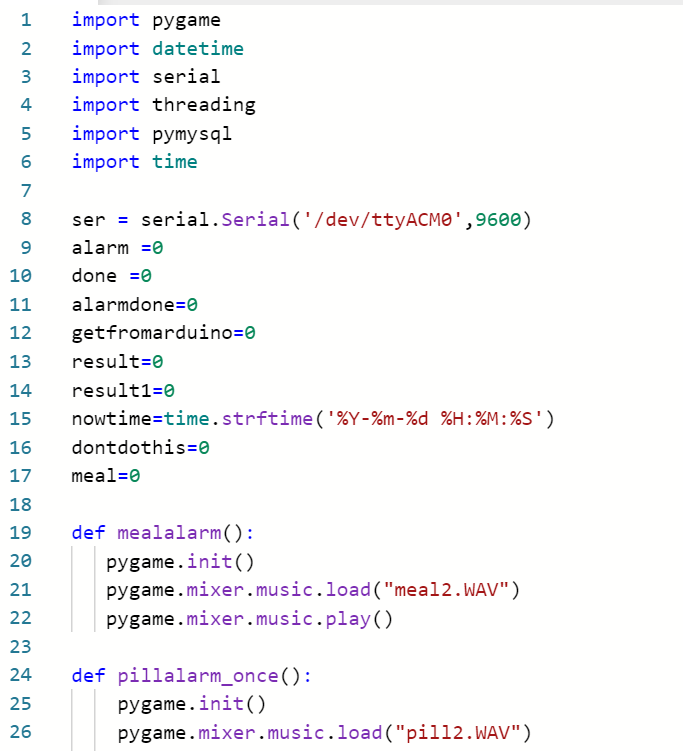 1 import pygame
2 import datetime
3 import serial
4 import threading
5 import pymysql
6 import time
7
8 ser = serial.Serial('/dev/ttyACM0',9600)
9 alarm =0
10 done =0
11 alarmdone=0
12 getfromarduino=0
13 result=0
14 result1=0
15 nowtime=time.strftime('%Y-%m-%d %H:%M:%S')
16 dontdothis=0
17 meal=0
18
19 def mealalarm():
20 pygame.init()
21 pygame.mixer.music.load("meal2.WAV")
22 pygame.mixer.music.play()
23
24 def pillalarm_once():
25 pygame.init()
26 pygame.mixer.music.load("pill2.WAV")